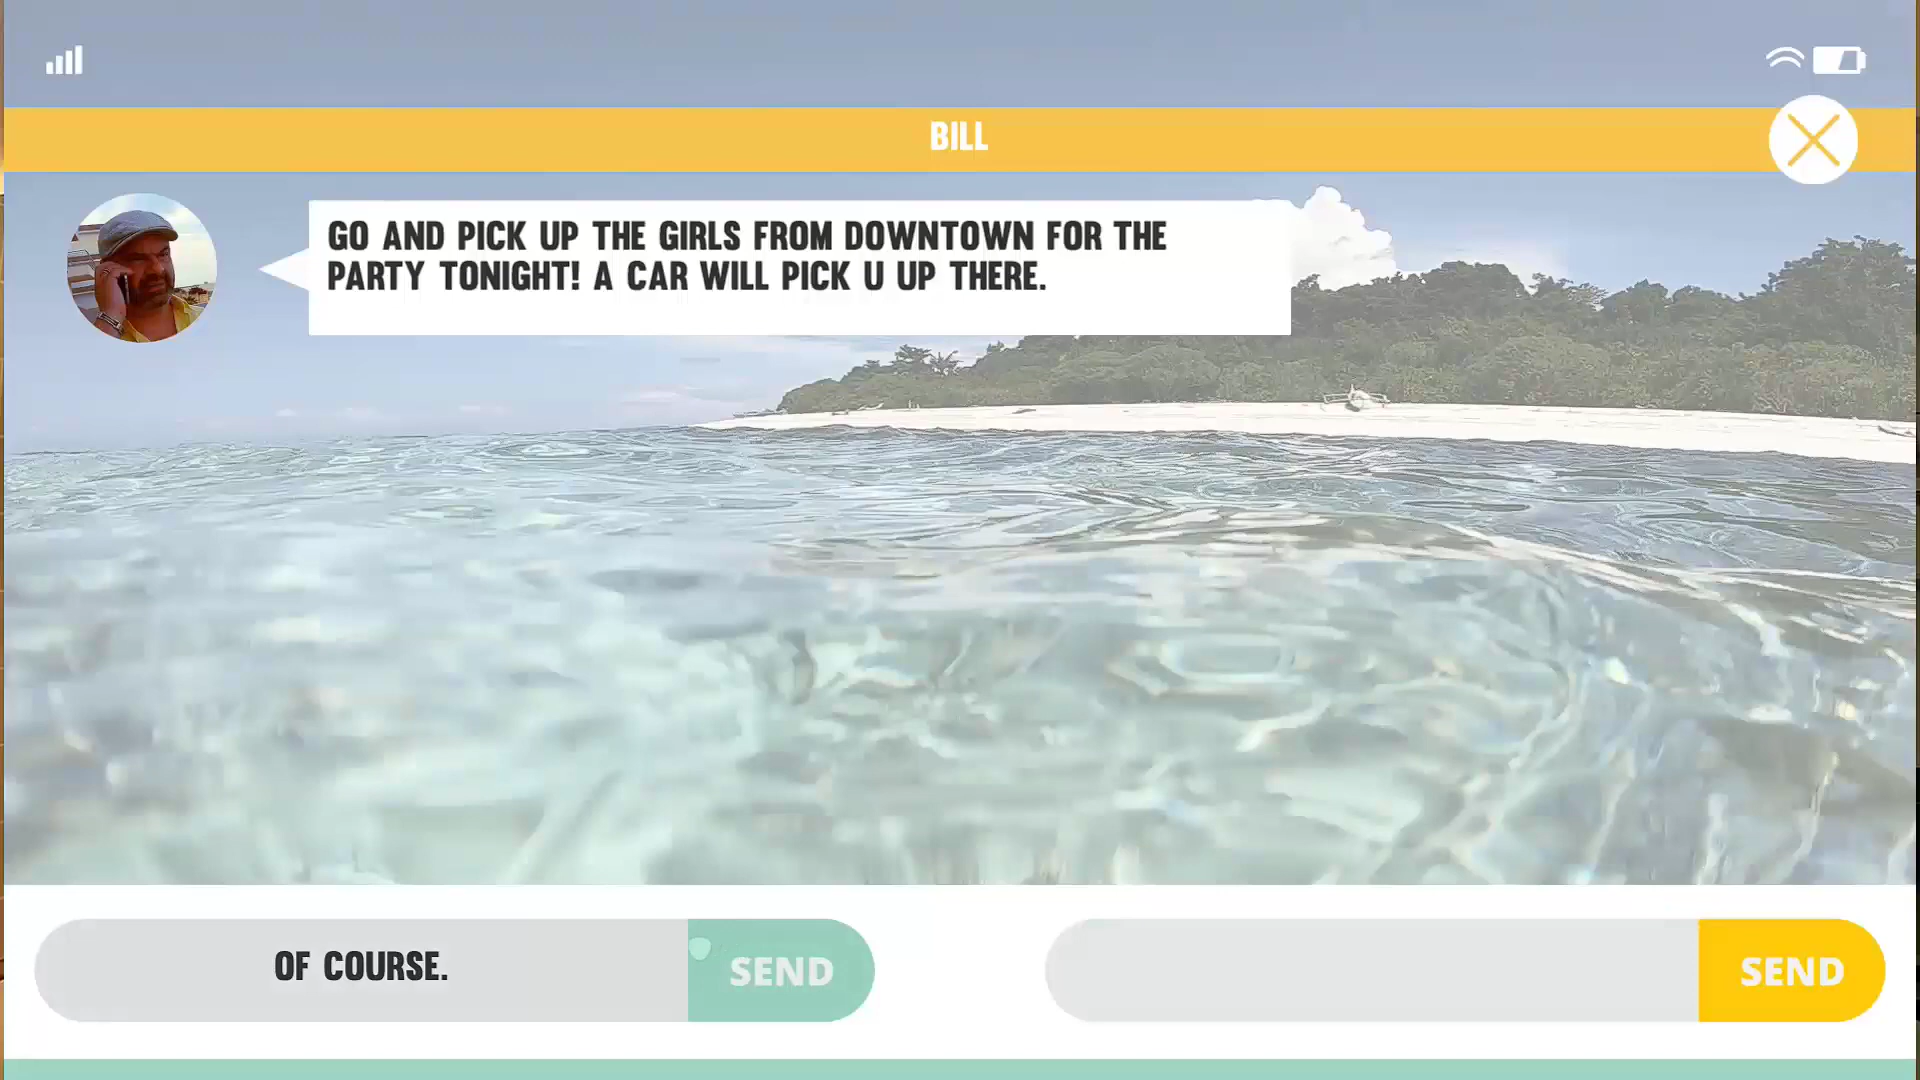 BILL
GO AND PICK UP THE GIRLS FROM DOWNTOWN FOR THE
PARTY TONIGHT! A CAR WILL PICK U UP THERE.
OF COURSE.
SEND
SEND